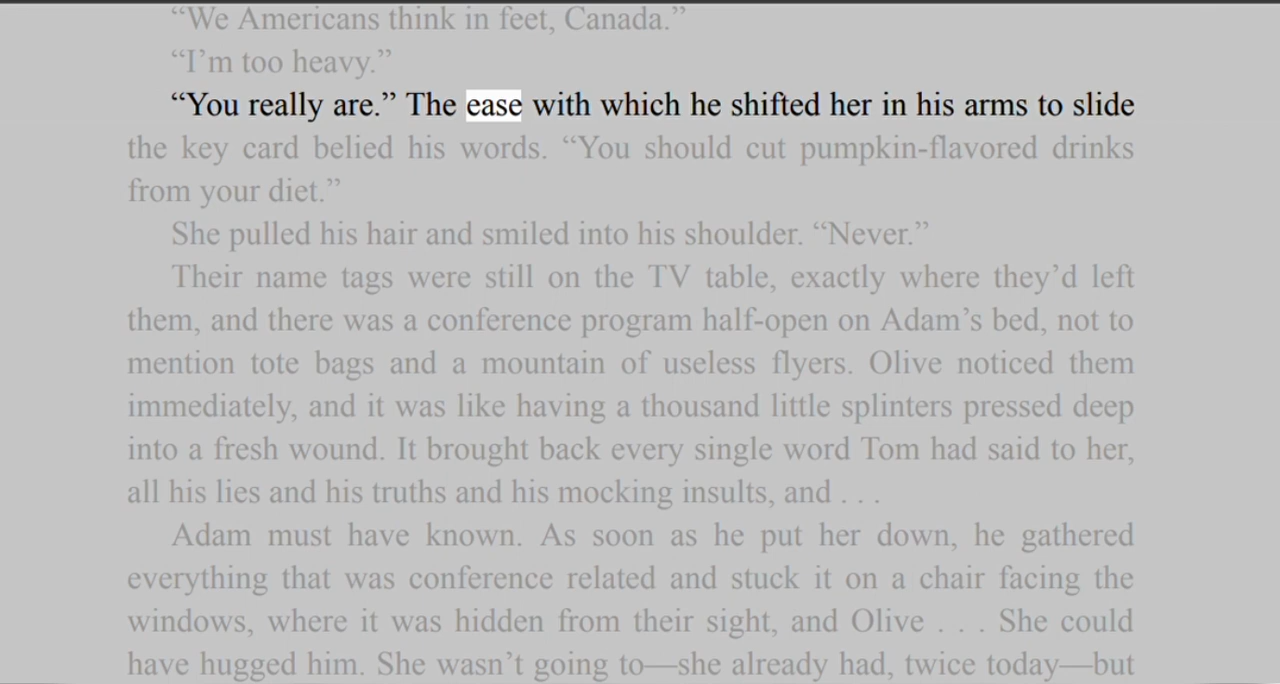 “We Americans think in feet, Canada.”
“I’m too heavy.”
“You really are.” The ease with which he shifted her in his arms to slide
the key card belied his words. “You should cut pumpkin-flavored drinks
from your diet.”
She pulled his hair and smiled into his shoulder. “Never.”
Their name tags were still on the TV table, exactly where they’d left
them, and there was a conference program half-open on Adam’s bed, not to
mention tote bags and a mountain of useless flyers. Olive noticed them
immediately, and it was like having a thousand little splinters pressed deep
into a fresh wound. It brought back every single word Tom had said to her,
all his lies and his truths and his mocking insults, and . . .
Adam must have known. As soon as he put her down, he gathered
everything that was conference related and stuck it on a chair facing the
windows, where it was hidden from their sight, and Olive . . . She could
have hugged him. She wasn’t going to—she already had, twice today—but